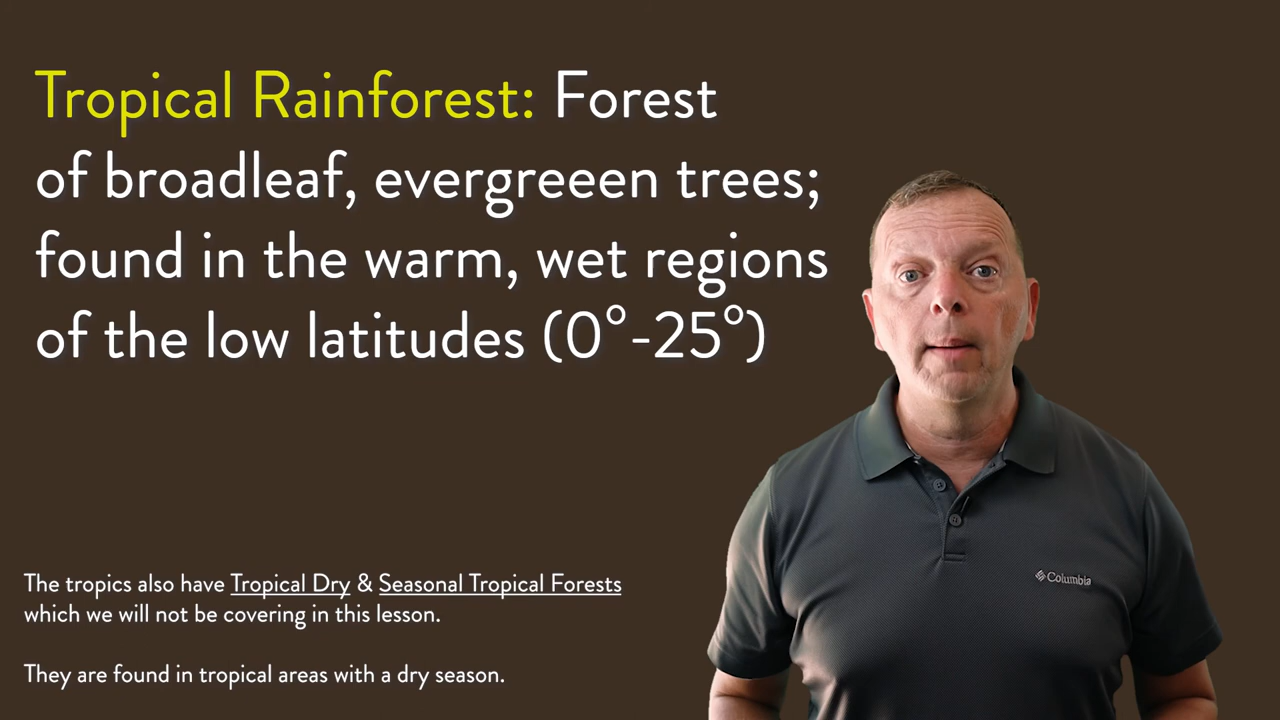 Tropical Rainforest: Forest
of broadleaf, evergreeen trees;
found in the warm, wet regions
of the low latitudes (0°-25°)
Columbia
The tropics also have Tropical Dry & Seasonal Tropical Forests
which we will not be covering in this lesson.
They are found in tropical areas with a dry season.